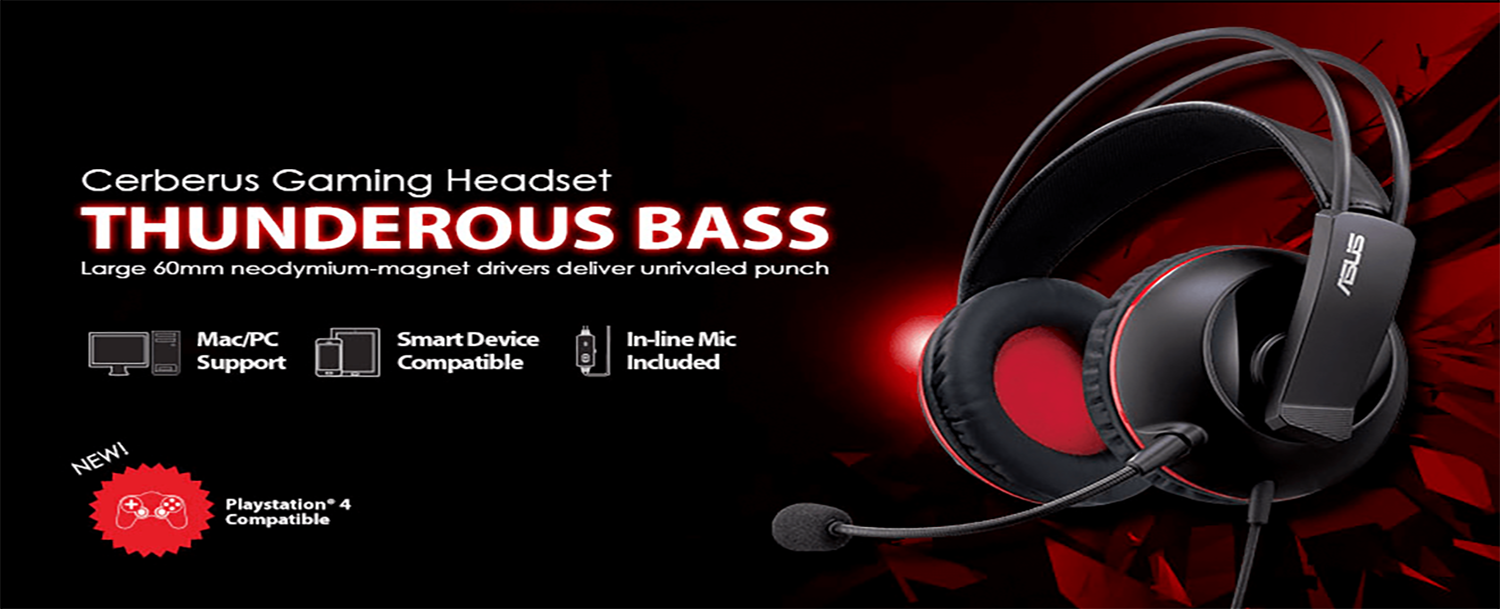 Cerberus Gaming Headset
THUNDEROUS BASS
Large 60mm neodymium-magnet drivers deliver unrivaled punch
Mac/PC
Support
Smart Device
Compatible
In-line Mic
Included
NEW!
Playstation® 4
Compatible
ASUS